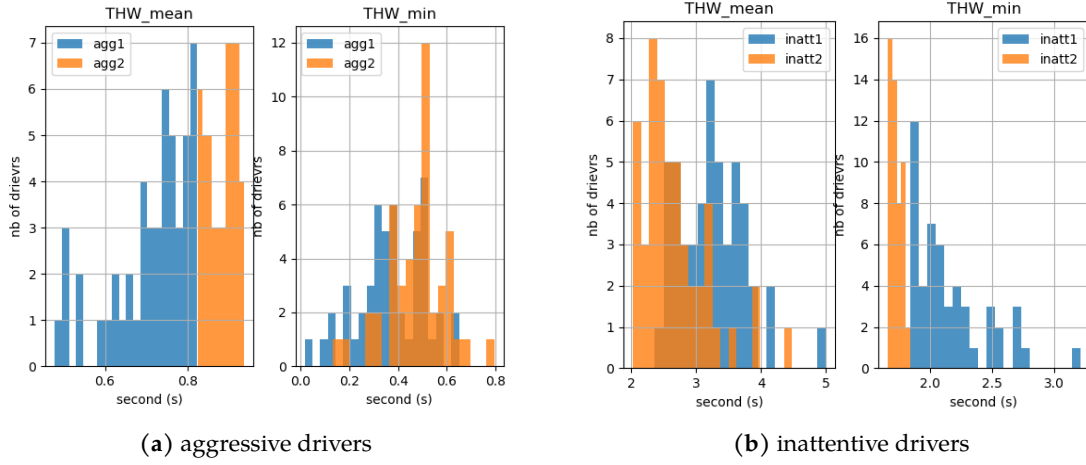 THW_mean
THW_min
agg1
agg2
agg1
agg2
nb of drievrs
nb of drievrs
7
6
5
4
3
2
1
0
0.6
0.8
second (s)
12
10
8
6
4
2
0
0.0
0.2
0.4
0.6
0.8
second (s)
(a) aggressive drivers
THW_mean
THW_min
inatt1
inatt2
inatt1
inatt2
nb of drievrs
nb of drievrs
8
7
6
5
4
3
2
1
0
2
3
4
5
second (s)
16
14
12
10
8
6
4
2
0
2.0
2.5
3.0
second (s)
(b) inattentive drivers